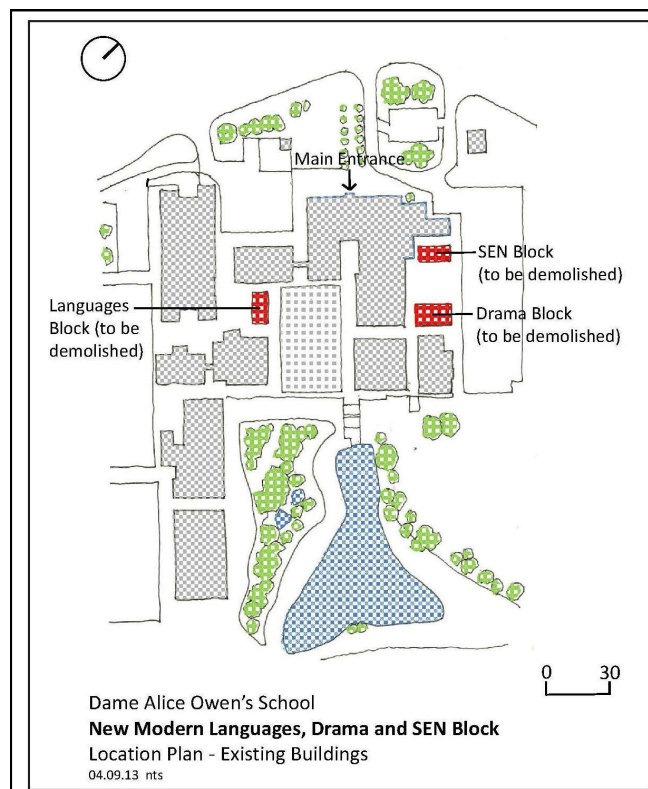 Main Entrance
SEN Block
(to be demolished)
Languages
Block (to be
demolished)
Drama Block
(to be demolished)
0 30
Dame Alice Owen’s School
New Modern Languages, Drama and SEN Block
Location Plan - Existing Buildings
04.09.13 nts